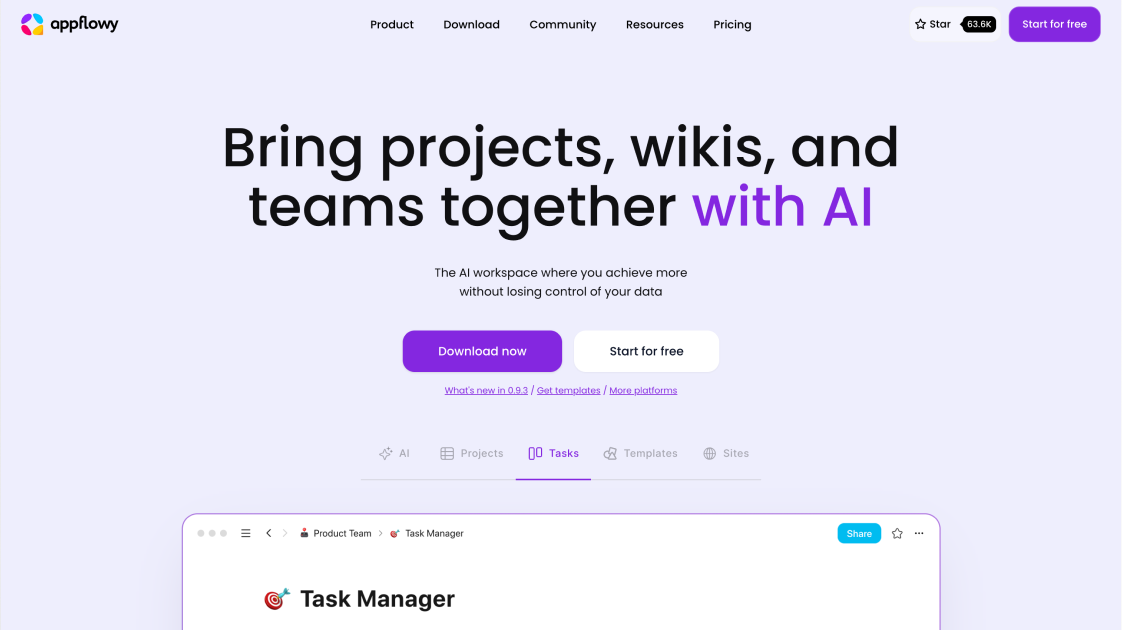 appflowy
Product Download Community Resources Pricing
Star 63.6K
Start for free
Bring projects, wikis, and
teams together with AI
The AI workspace where you achieve more
without losing control of your data
Download now Start for free
What's new in 0.9.3 / Get templates / More platforms
AI Projects Tasks Templates Sites
Product Team > Task Manager
Share
Task Manager